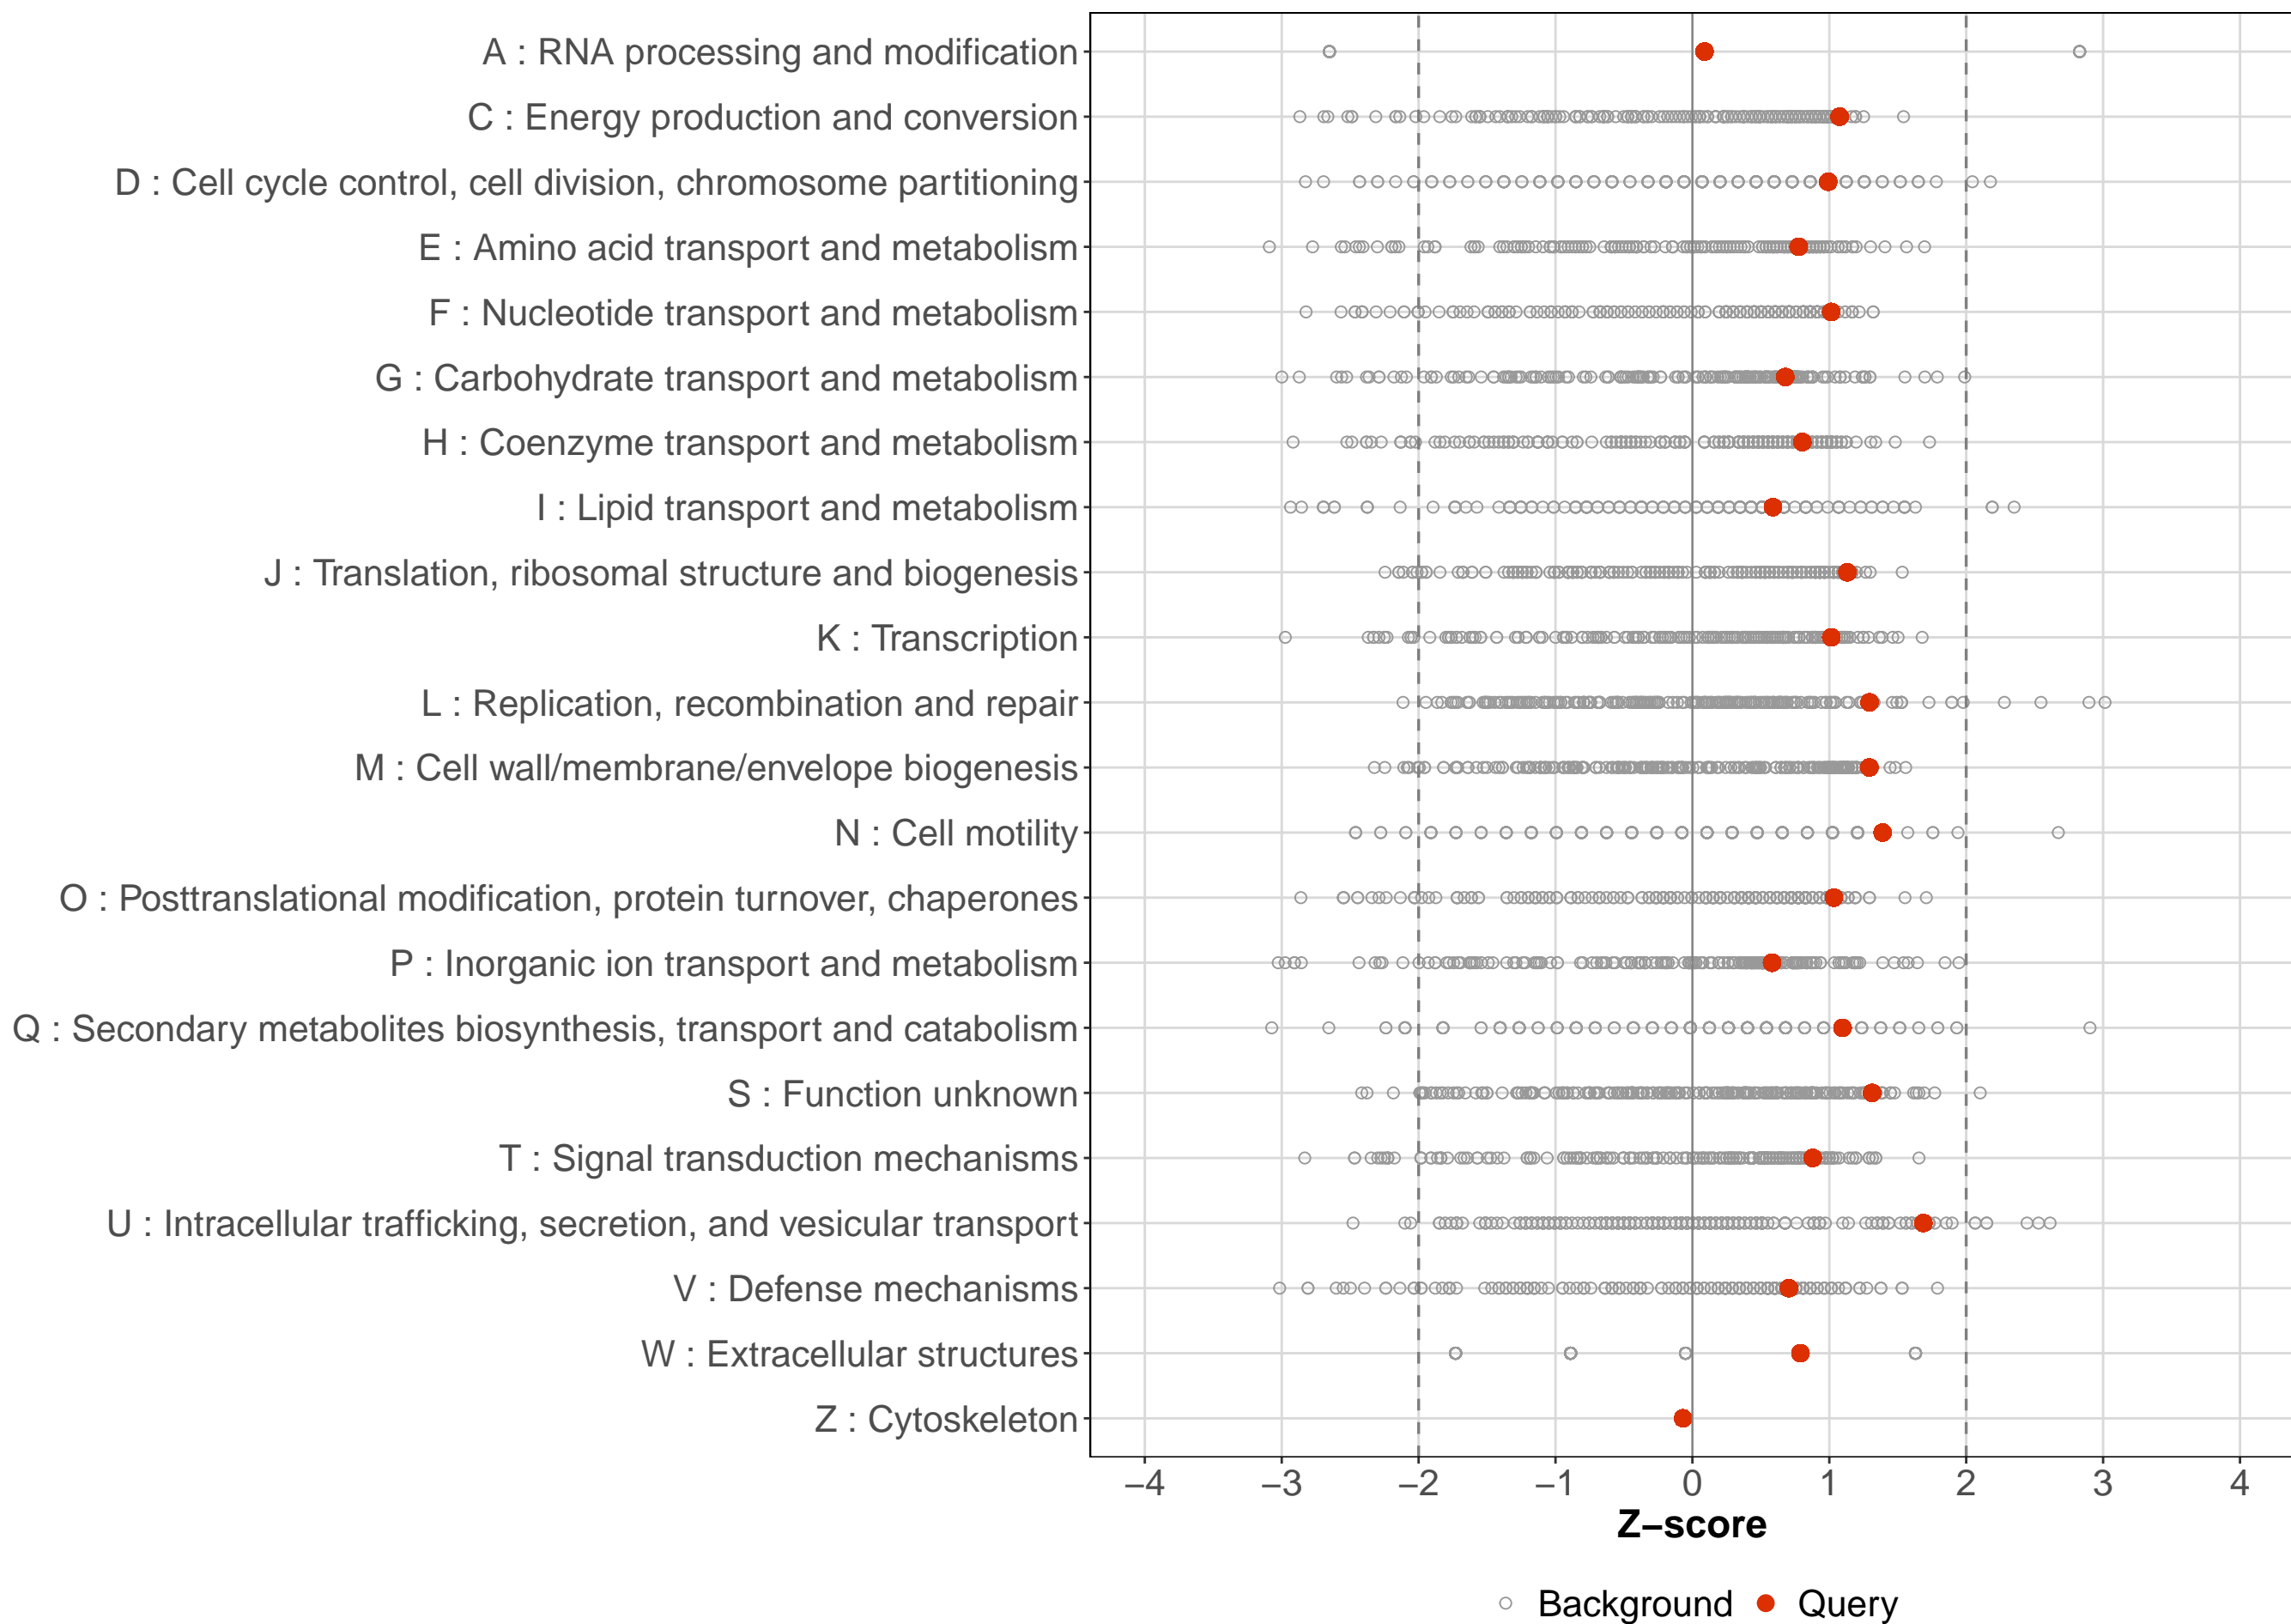 A : RNA processing and modification
C : Energy production and conversion
D : Cell cycle control, cell division, chromosome partitioning
E : Amino acid transport and metabolism
F : Nucleotide transport and metabolism
G : Carbohydrate transport and metabolism
H : Coenzyme transport and metabolism
I : Lipid transport and metabolism
J : Translation, ribosomal structure and biogenesis
K : Transcription
L : Replication, recombination and repair
M : Cell wall/membrane/envelope biogenesis
N : Cell motility
O : Posttranslational modification, protein turnover, chaperones
P : Inorganic ion transport and metabolism
Q : Secondary metabolites biosynthesis, transport and catabolism
S : Function unknown
T : Signal transduction mechanisms
U : Intracellular trafficking, secretion, and vesicular transport
V : Defense mechanisms
W : Extracellular structures
Z : Cytoskeleton
−4 −3 −2 −1 0 1 2 3 4
Z−score
Background Query